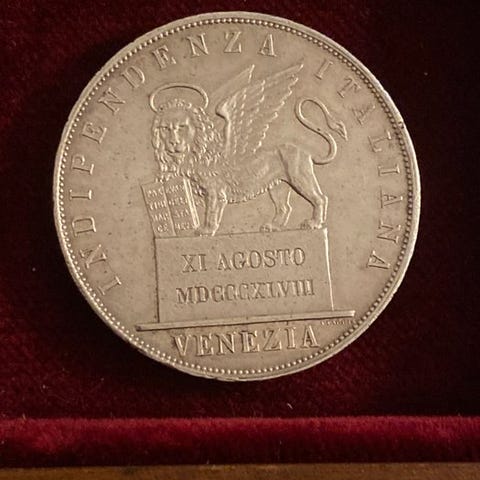 INDIPENDENZA ITALIANA
XI AGOSTO
MDCCCXLVIII
VENEZIA